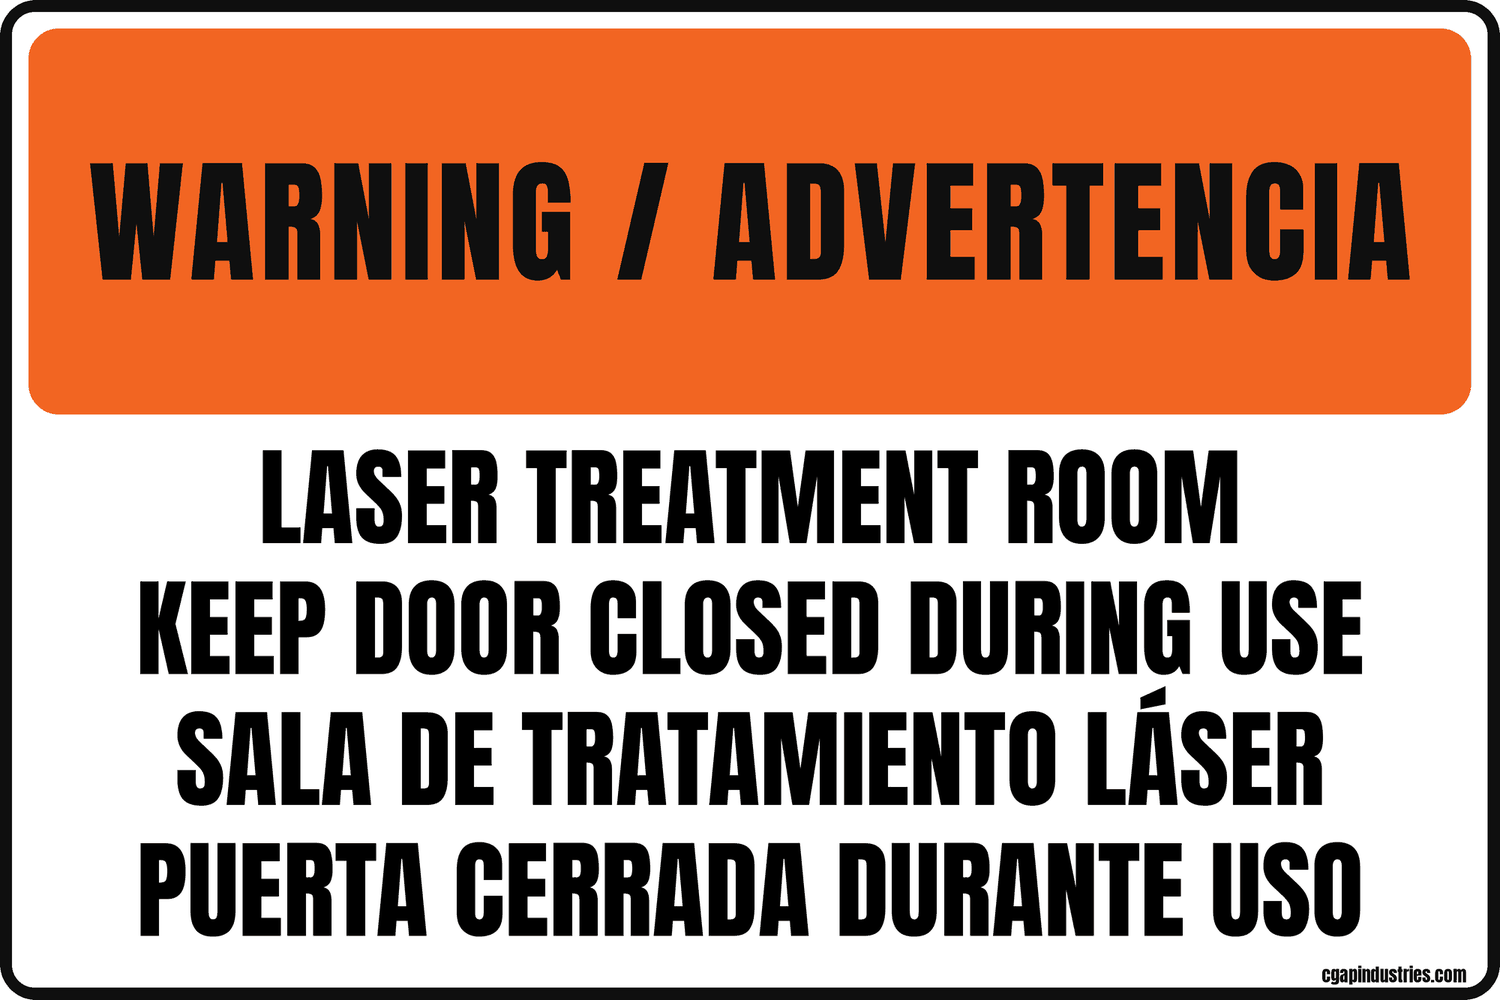 WARNING / ADVERTENCIA
LASER TREATMENT ROOM
KEEP DOOR CLOSED DURING USE
SALA DE TRATAMIENTO LÁSER
PUERTA CERRADA DURANTE USO
cgapindustries.com